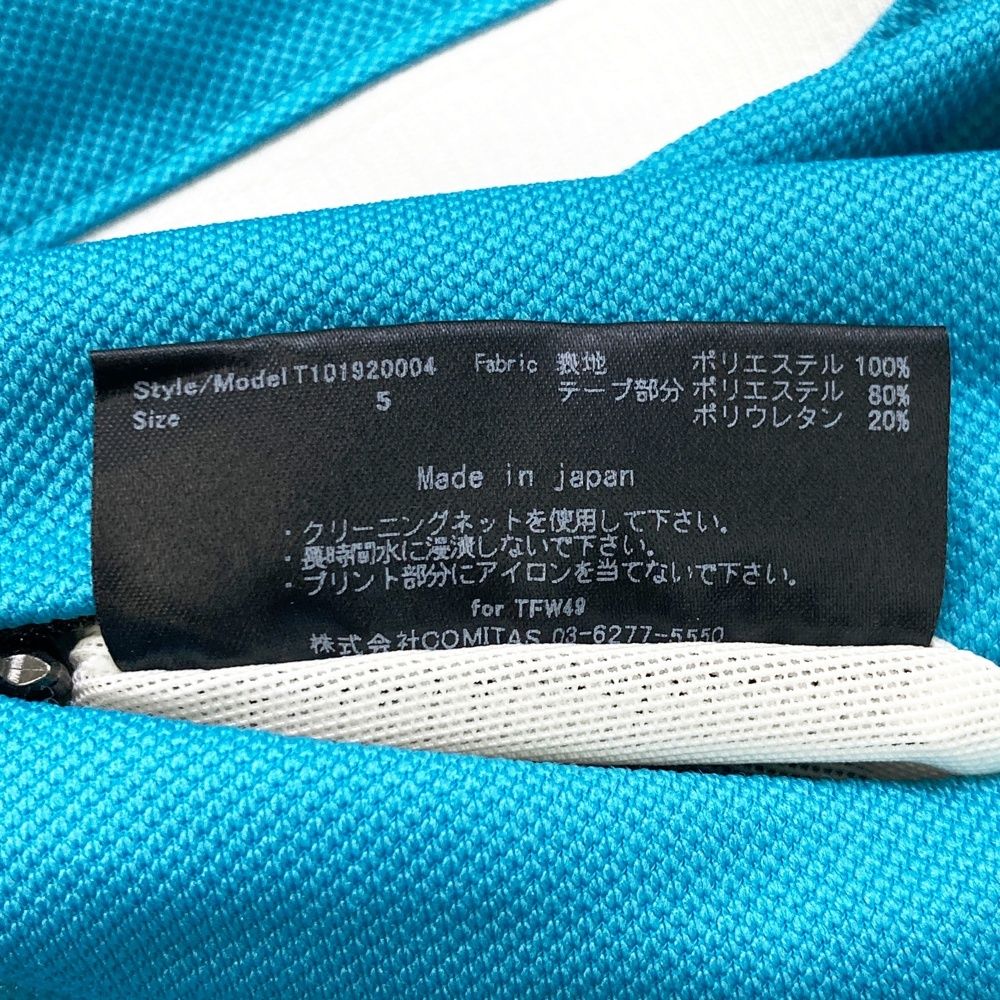 Style/Model T101920004 Fabric 表地 ポリエステル 100%
Size 5 テープ部分 ポリエステル 80%
ポリウレタン 20%
Made in japan
・クリーニングネットを使用して下さい。
・長時間水に浸漬しないで下さい。
・プリント部分にアイロンを当てないで下さい。
for TFW49
株式会社COMITAS 03-6277-5550